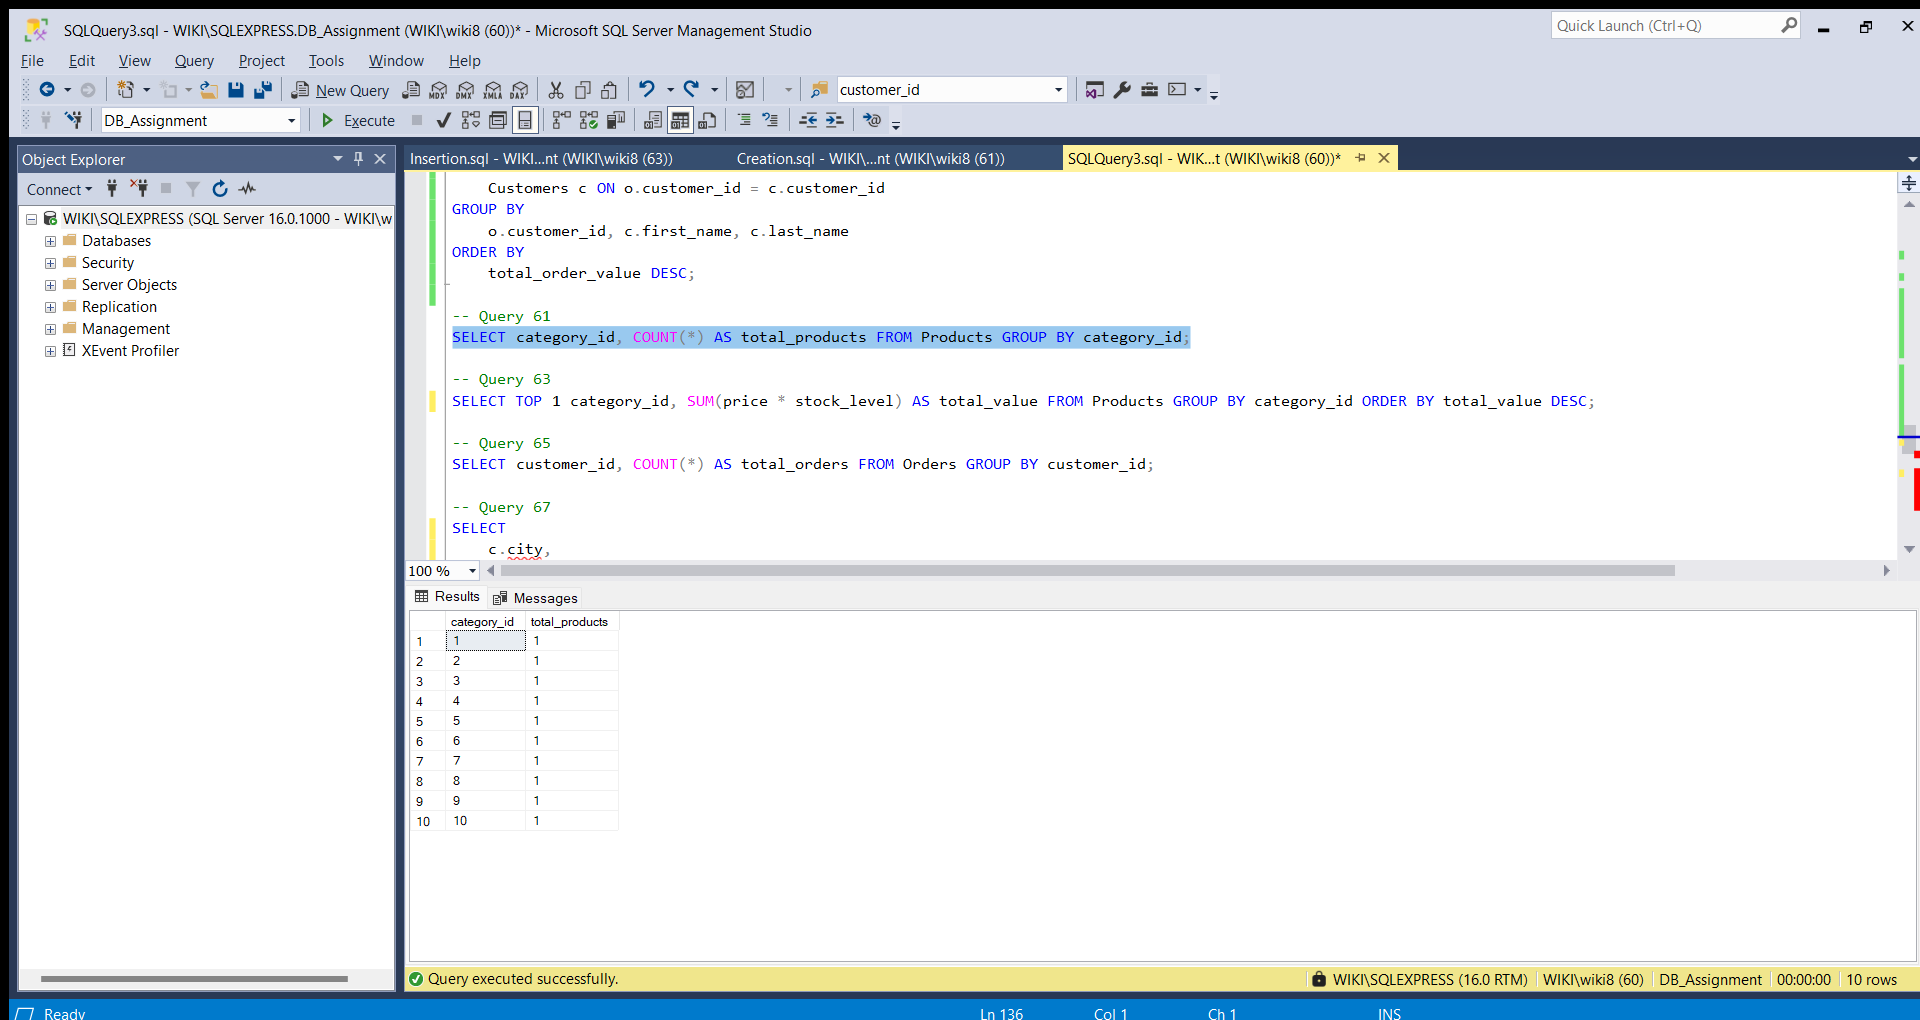 SQLQuery3.sql - WIKI\SQLEXPRESS.DB_Assignment (WIKI\wiki8 (60))* - Microsoft SQL Server Management Studio
Quick Launch (Ctrl+Q)
File Edit View Query Project Tools Window Help
New Query MDX DMX XMLA DAX customer_id
DB_Assignment Execute
Object Explorer
Connect
WIKI\SQLEXPRESS (SQL Server 16.0.1000 - WIKI\w
Databases
Security
Server Objects
Replication
Management
XEvent Profiler
Insertion.sql - WIKI...nt (WIKI\wiki8 (63)) Creation.sql - WIKI\...nt (WIKI\wiki8 (61)) SQLQuery3.sql - WIK...t (WIKI\wiki8 (60))*
Customers c ON o.customer_id = c.customer_id
GROUP BY
o.customer_id, c.first_name, c.last_name
ORDER BY
total_order_value DESC;
-- Query 61
SELECT category_id, COUNT(*) AS total_products FROM Products GROUP BY category_id;
-- Query 63
SELECT TOP 1 category_id, SUM(price * stock_level) AS total_value FROM Products GROUP BY category_id ORDER BY total_value DESC;
-- Query 65
SELECT customer_id, COUNT(*) AS total_orders FROM Orders GROUP BY customer_id;
-- Query 67
SELECT
c.city,
100 %
Results Messages
category_id total_products
1 1 1
2 2 1
3 3 1
4 4 1
5 5 1
6 6 1
7 7 1
8 8 1
9 9 1
10 10 1
Query executed successfully. WIKI\SQLEXPRESS (16.0 RTM) WIKI\wiki8 (60) DB_Assignment 00:00:00 10 rows
Ready Ln 136 Col 1 Ch 1 INS